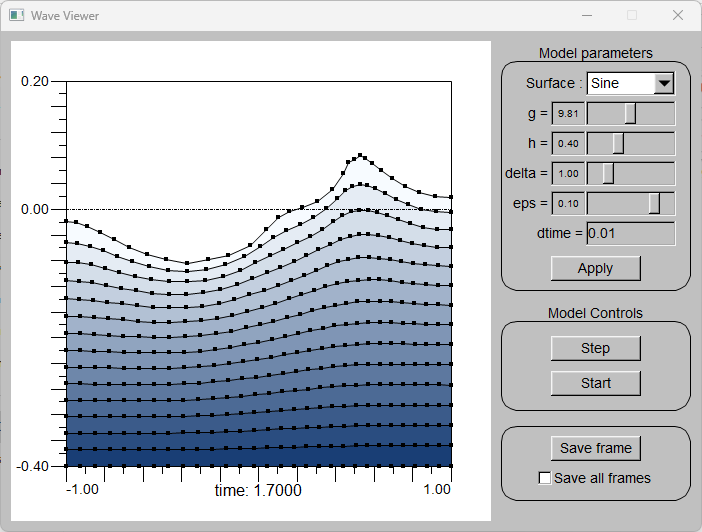 Wave Viewer
0.20
0.00
-0.40
-1.00
time: 1.7000
1.00
Model parameters
Surface : Sine
g = 9.81
h = 0.40
delta = 1.00
eps = 0.10
dtime = 0.01
Apply
Model Controls
Step
Start
Save frame
Save all frames